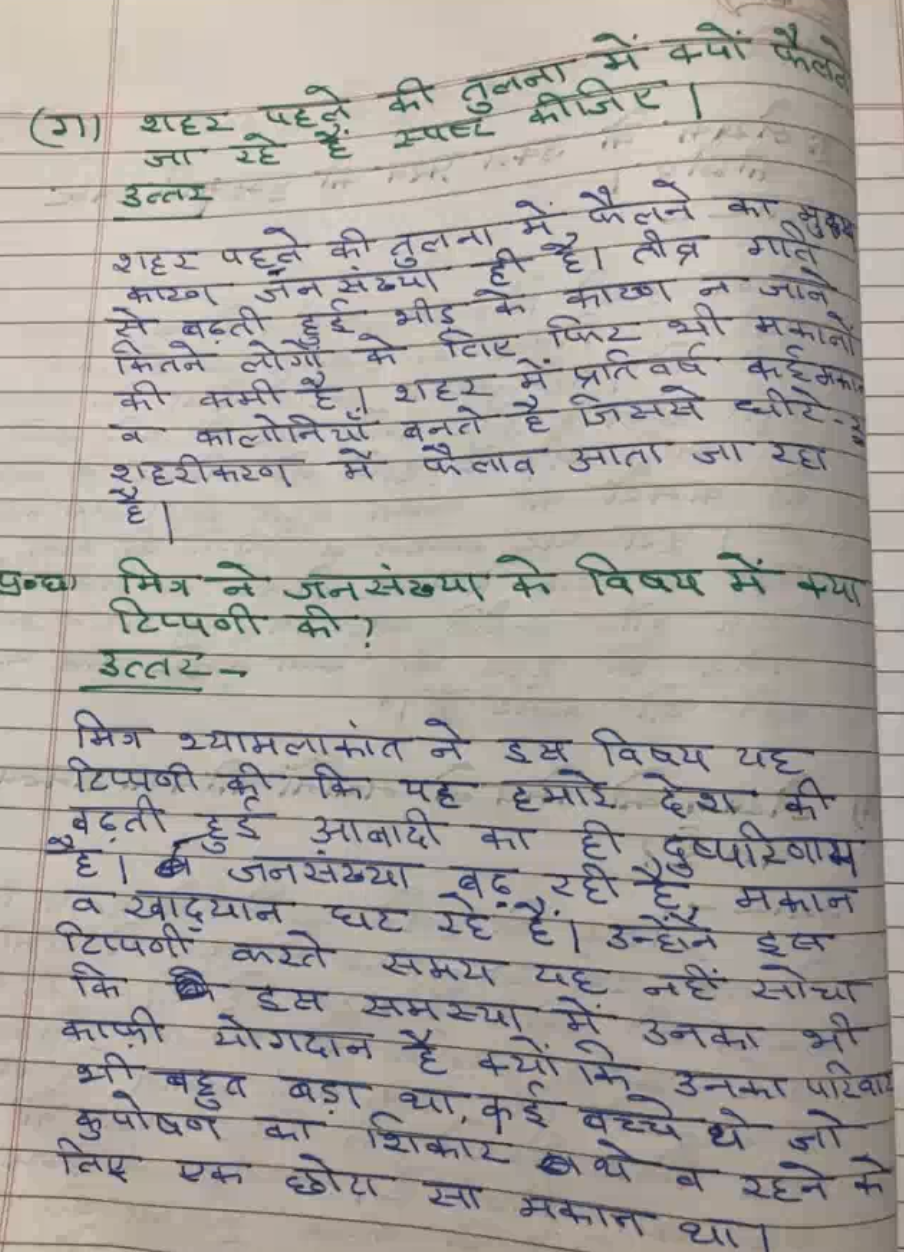 (ग) शहर पहले की तुलना में क्यों फैलते
जा रहे हैं स्पष्ट कीजिए।
उत्तर
शहर पहले की तुलना में फैलने का मुख्य
कारण जनसंख्या ही है। तीव्र गति
से बढ़ती हुई भीड़ के कारण न जाने
कितने लोगों के लिए फिर भी मकानों
की कमी है। शहर में प्रतिवर्ष कई मकान
व कालोनियाँ बनते है जिससे धीरे-२
शहरीकरण में फैलाव आता जा रहा
है।
प्र०घ) मित्र ने जनसंख्या के विषय में क्या
टिप्पणी की?
उत्तर -
मित्र श्यामलाकांत ने इस विषय यह
टिप्पणी की कि यह हमारे देश की
बढ़ती हुई आबादी का ही दुष्परिणाम
है। जनसंख्या बढ़ रही है, मकान
व खाद्यान घट रहे हैं। उन्होंने इस
टिप्पणी करते समय यह नहीं सोचा
कि इस समस्या में उनका भी
काफ़ी योगदान है क्योंकि उनका परिवार
भी बहुत बड़ा था, कई बच्चे थे जो
कुपोषण का शिकार थे व रहने के
लिए एक छोटा सा मकान था।